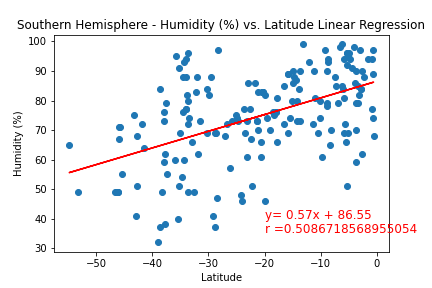 Southern Hemisphere - Humidity (%) vs. Latitude Linear Regression
100
90
80
70
60
50
40
30
Humidity (%)
y= 0.57x + 86.55
r =0.5086718568955054
−50
−40
−30
−20
−10
0
Latitude